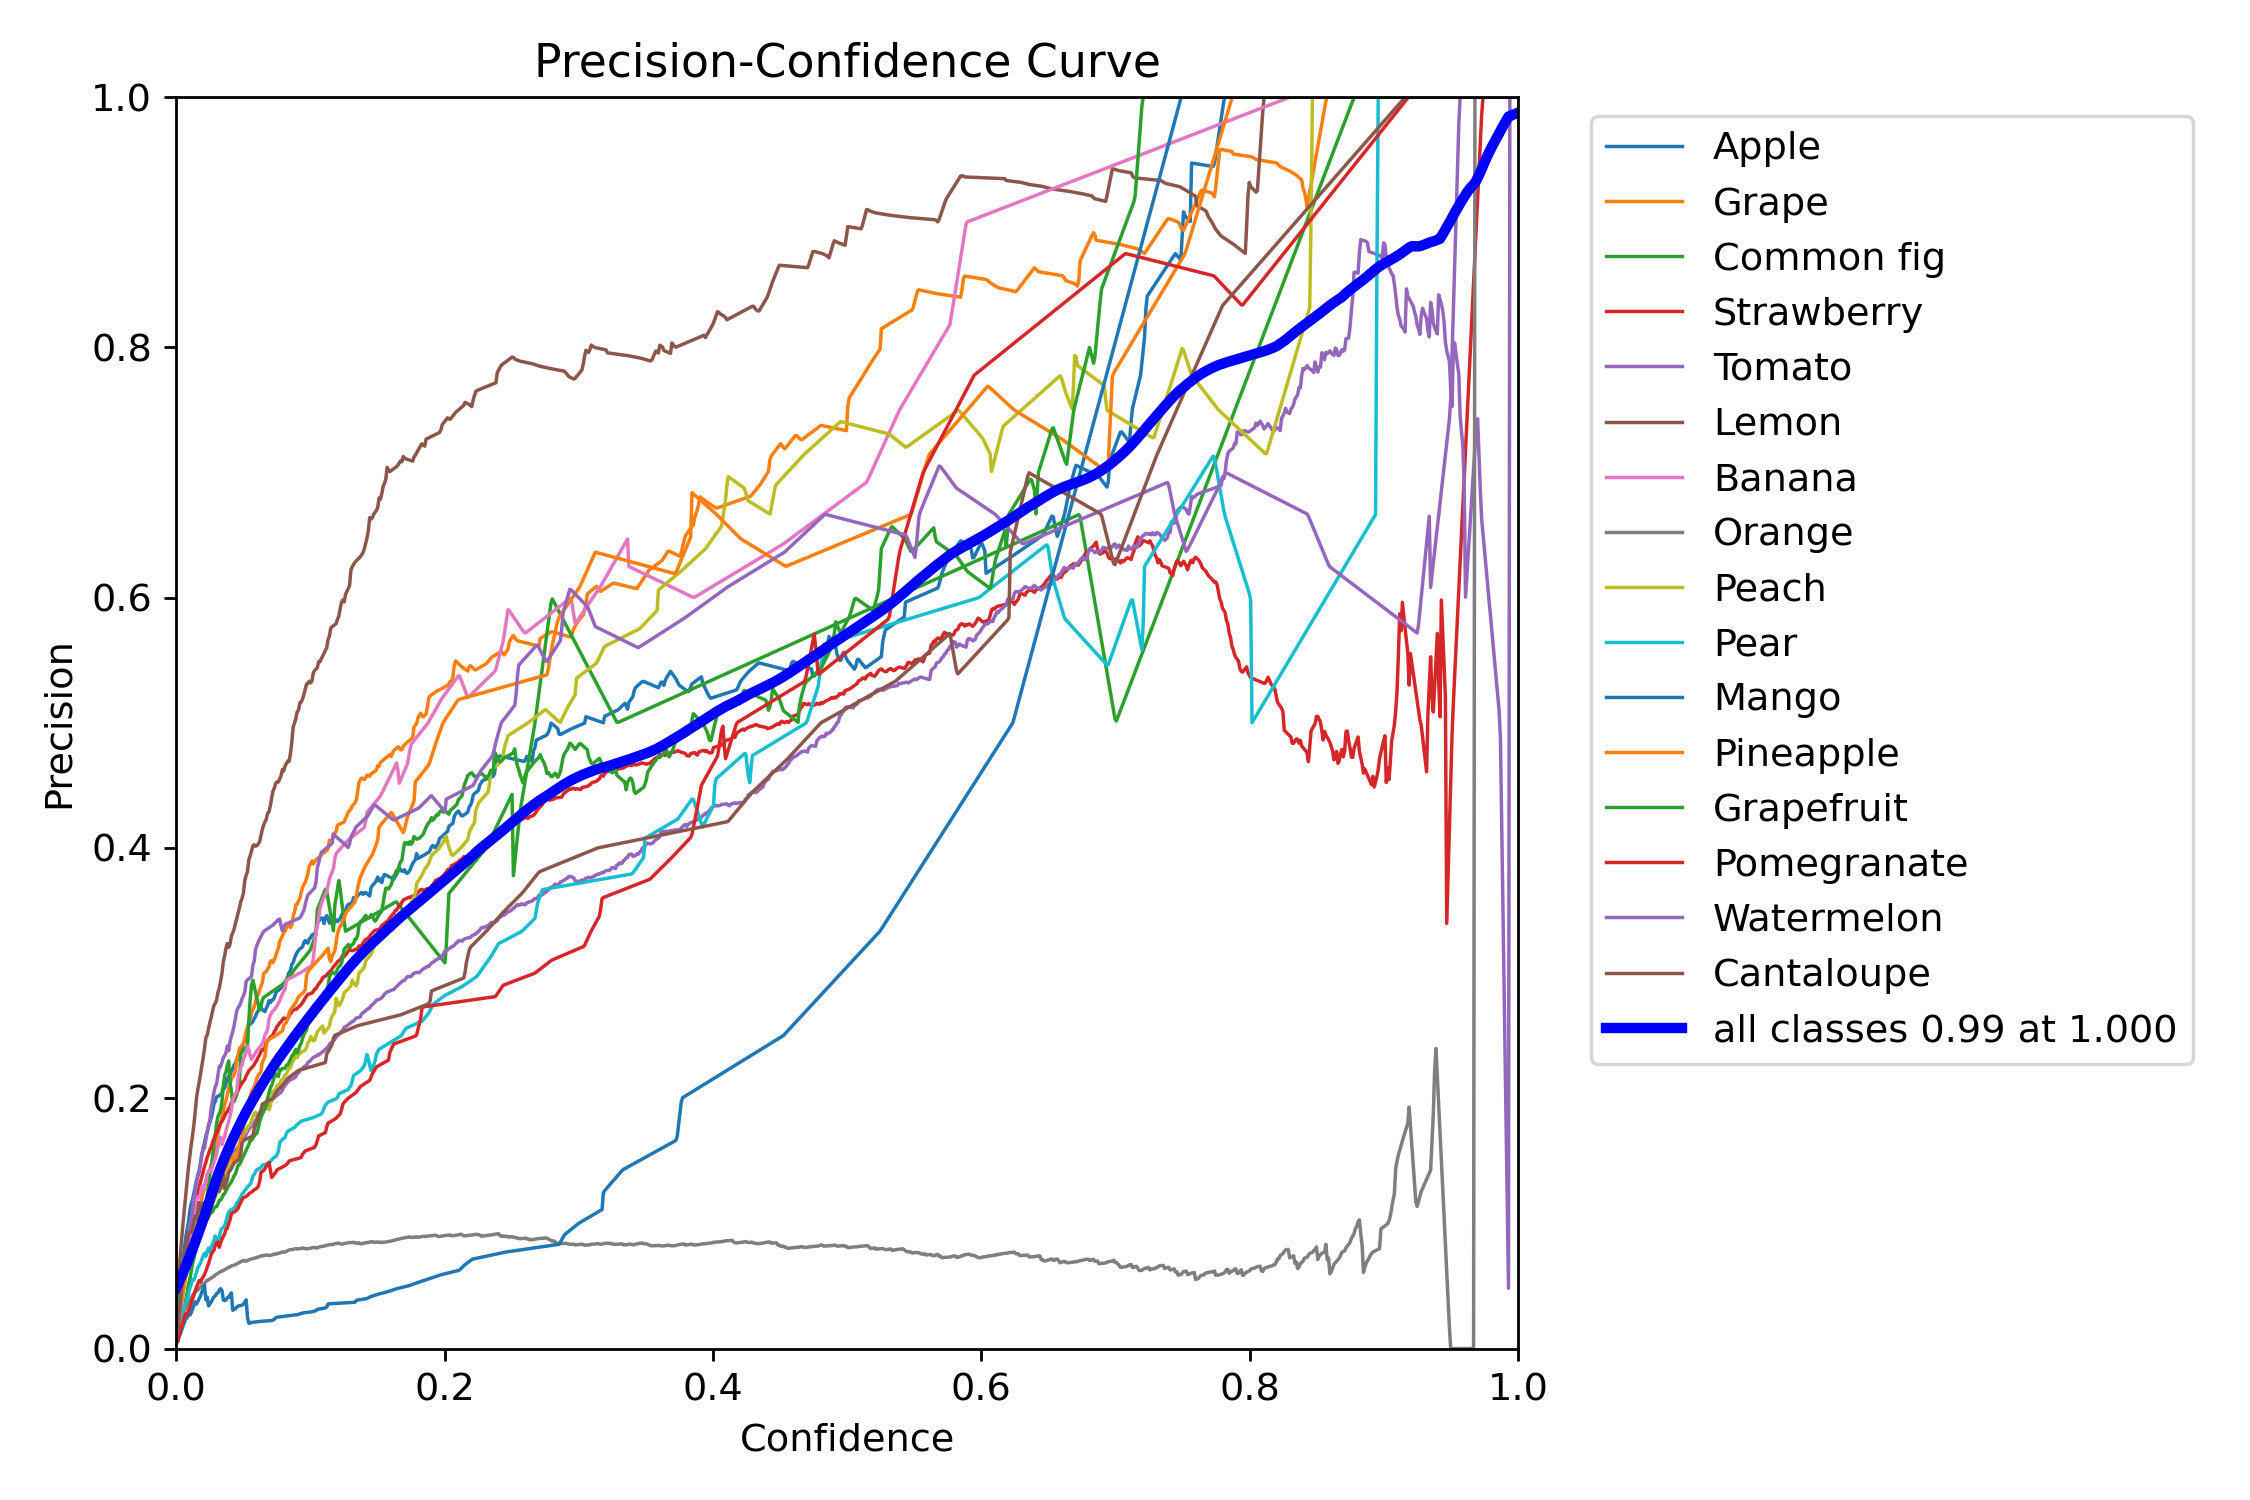 Precision-Confidence Curve
1.0
0.8
0.6
0.4
0.2
0.0
Precision
0.0 0.2 0.4 0.6 0.8 1.0
Confidence
Apple
Grape
Common fig
Strawberry
Tomato
Lemon
Banana
Orange
Peach
Pear
Mango
Pineapple
Grapefruit
Pomegranate
Watermelon
Cantaloupe
all classes 0.99 at 1.000